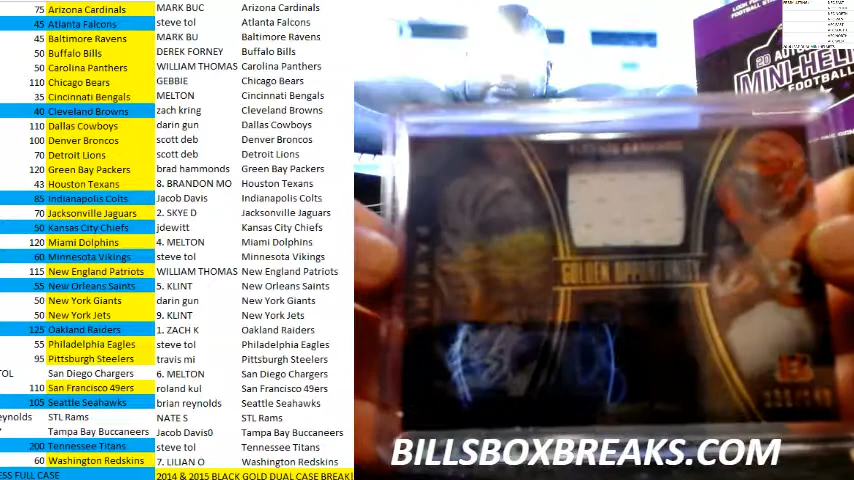 75 Arizona Cardinals MARK BUC Arizona Cardinals
45 Atlanta Falcons steve tol Atlanta Falcons
45 Baltimore Ravens MARK BU Baltimore Ravens
50 Buffalo Bills DEREK FORNEY Buffalo Bills
50 Carolina Panthers WILLIAM THOMAS Carolina Panthers
110 Chicago Bears GEBBIE Chicago Bears
35 Cincinnati Bengals MELTON Cincinnati Bengals
40 Cleveland Browns zach kring Cleveland Browns
110 Dallas Cowboys darin gun Dallas Cowboys
100 Denver Broncos scott deb Denver Broncos
70 Detroit Lions scott deb Detroit Lions
120 Green Bay Packers brad hammonds Green Bay Packers
43 Houston Texans 8. BRANDON MO Houston Texans
85 Indianapolis Colts Jacob Davis Indianapolis Colts
70 Jacksonville Jaguars 2. SKYE D Jacksonville Jaguars
50 Kansas City Chiefs jdewitt Kansas City Chiefs
120 Miami Dolphins 4. MELTON Miami Dolphins
60 Minnesota Vikings steve tol Minnesota Vikings
115 New England Patriots WILLIAM THOMAS New England Patriots
55 New Orleans Saints 5. KLINT New Orleans Saints
50 New York Giants darin gun New York Giants
50 New York Jets 9. KLINT New York Jets
125 Oakland Raiders 1. ZACH K Oakland Raiders
55 Philadelphia Eagles steve tol Philadelphia Eagles
95 Pittsburgh Steelers travis mi Pittsburgh Steelers
TOL San Diego Chargers 6. MELTON San Diego Chargers
110 San Francisco 49ers roland kul San Francisco 49ers
105 Seattle Seahawks brian reynolds Seattle Seahawks
eynolds STL Rams NATE S STL Rams
Tampa Bay Buccaneers Jacob Davis0 Tampa Bay Buccaneers
200 Tennessee Titans steve tol Tennessee Titans
60 Washington Redskins 7. LILIAN O Washington Redskins
ESS FULL CASE 2014 & 2015 BLACK GOLD DUAL CASE BREAK
20 AUTO
MINI-HEL
FOOTBALL
GOLDEN OPPORTUNITY
BILLSBOXBREAKS.COM